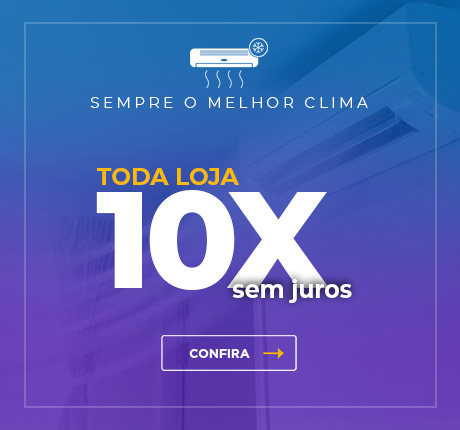 SEMPRE O MELHOR CLIMA
TODA LOJA
10X
sem juros
CONFIRA